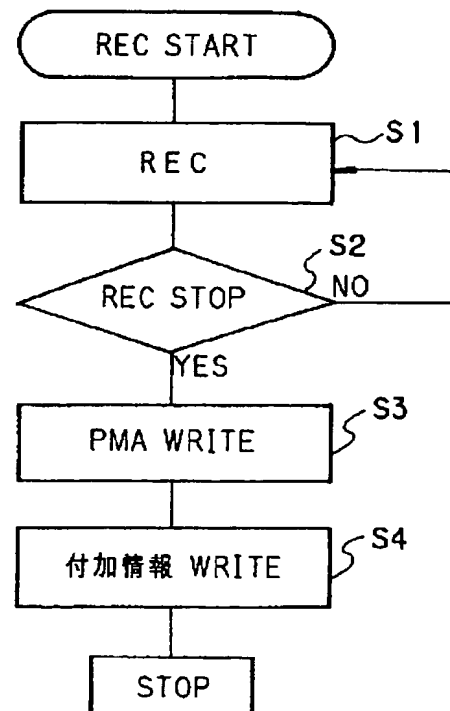 REC START
S1
REC
S2
REC STOP
NO
YES
S3
PMA WRITE
S4
付加情報 WRITE
STOP